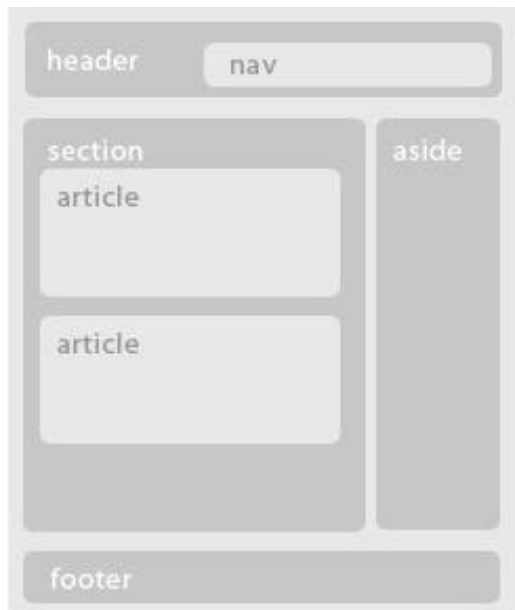 header
nav
section
aside
article
article
footer